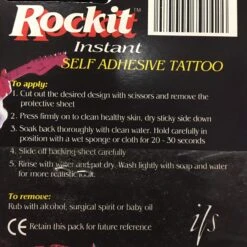 Rockit™
Instant
SELF ADHESIVE TATTOO
To apply:
1. Cut out the desired design with scissors and remove
the protective sheet
2. Press firmly on to clean healthy skin, dry sticky side down
3. Soak back thoroughly with clean water. Hold carefully in
position with a wet sponge or cloth for 20 - 30 seconds
4. Slide off backing sheet carefully
5. Rinse with water and pat dry. Wash lightly with soap and water
for more realistic result.
To remove:
Rub with alcohol, surgical spirit or baby oil
CE Retain this pack for future reference